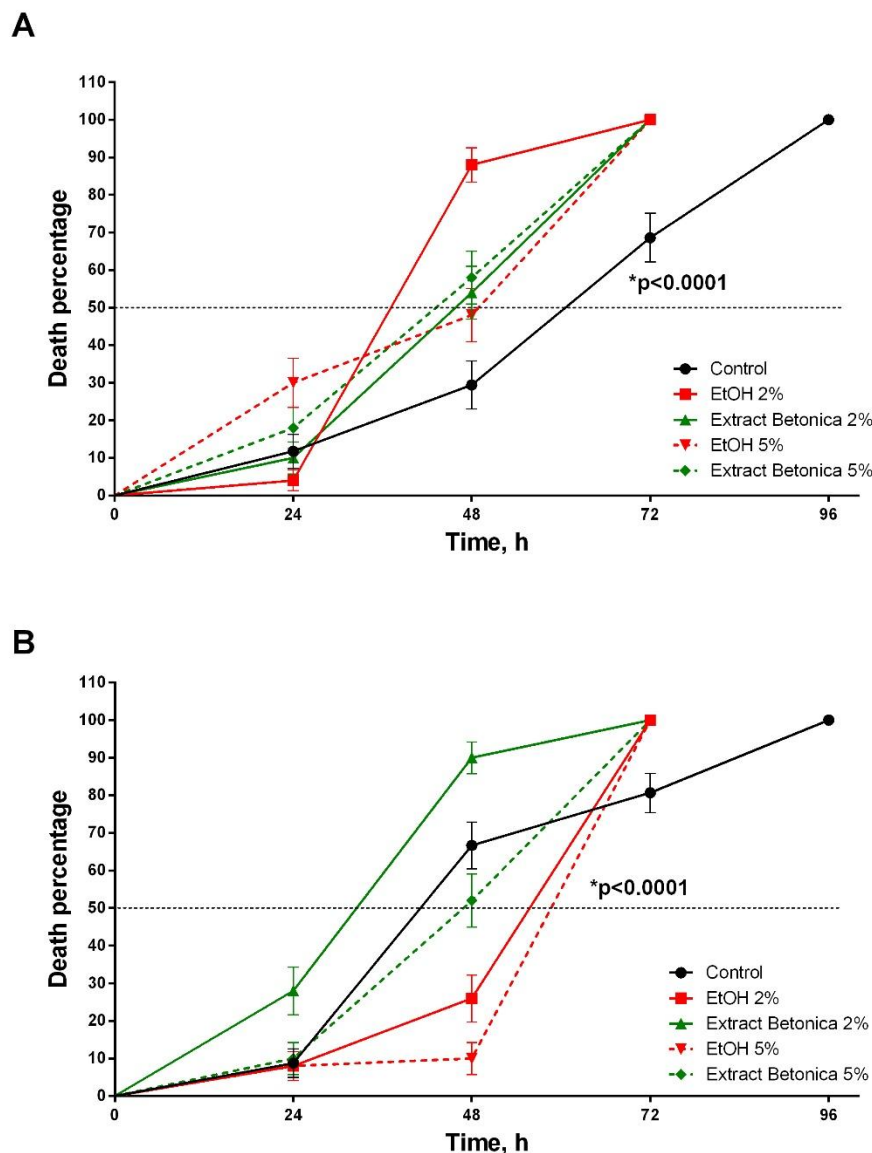 A
110
100
90
80
70
60
50
40
30
20
10
0
Death percentage
*p<0.0001
Control
EtOH 2%
Extract Betonica 2%
EtOH 5%
Extract Betonica 5%
0 24 48 72 96
Time, h
B
110
100
90
80
70
60
50
40
30
20
10
0
Death percentage
*p<0.0001
Control
EtOH 2%
Extract Betonica 2%
EtOH 5%
Extract Betonica 5%
0 24 48 72 96
Time, h